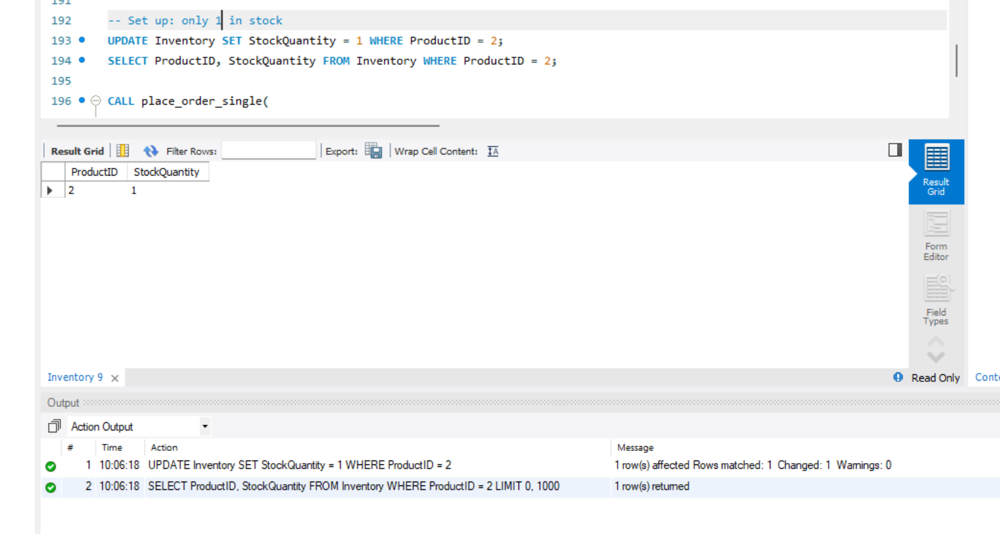 191
192 -- Set up: only 1 in stock
193 UPDATE Inventory SET StockQuantity = 1 WHERE ProductID = 2;
194 SELECT ProductID, StockQuantity FROM Inventory WHERE ProductID = 2;
195
196 CALL place_order_single(
Result Grid Filter Rows: Export: Wrap Cell Content:
ProductID StockQuantity
2 1
Result
Grid
Form
Editor
Field
Types
Inventory 9
Read Only
Conte
Output
Action Output
# Time Action Message
1 10:06:18 UPDATE Inventory SET StockQuantity = 1 WHERE ProductID = 2 1 row(s) affected Rows matched: 1 Changed: 1 Warnings: 0
2 10:06:18 SELECT ProductID, StockQuantity FROM Inventory WHERE ProductID = 2 LIMIT 0, 1000 1 row(s) returned